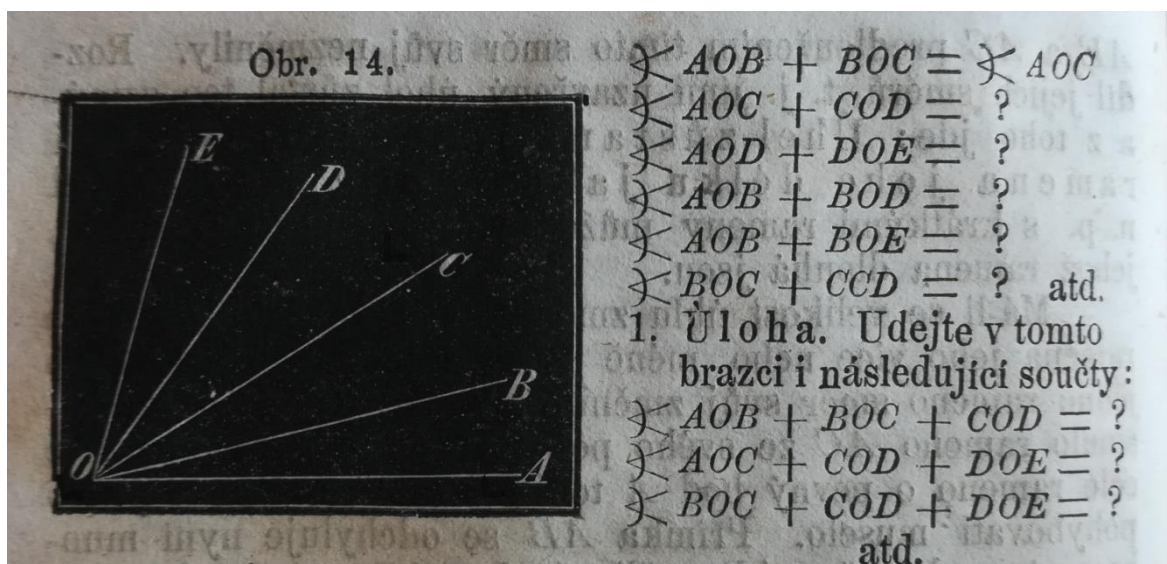 Obr. 14.
E
D
C
B
O
A
∢ AOB + BOC = ∢ AOC
∢ AOC + COD = ?
∢ AOD + DOE = ?
∢ AOB + BOD = ?
∢ AOB + BOE = ?
∢ BOC + CCD = ? atd.
1. Úloha. Udejte v tomto
brazci i následující součty:
∢ AOB + BOC + COD = ?
∢ AOC + COD + DOE = ?
∢ BOC + COD + DOE = ?
atd.